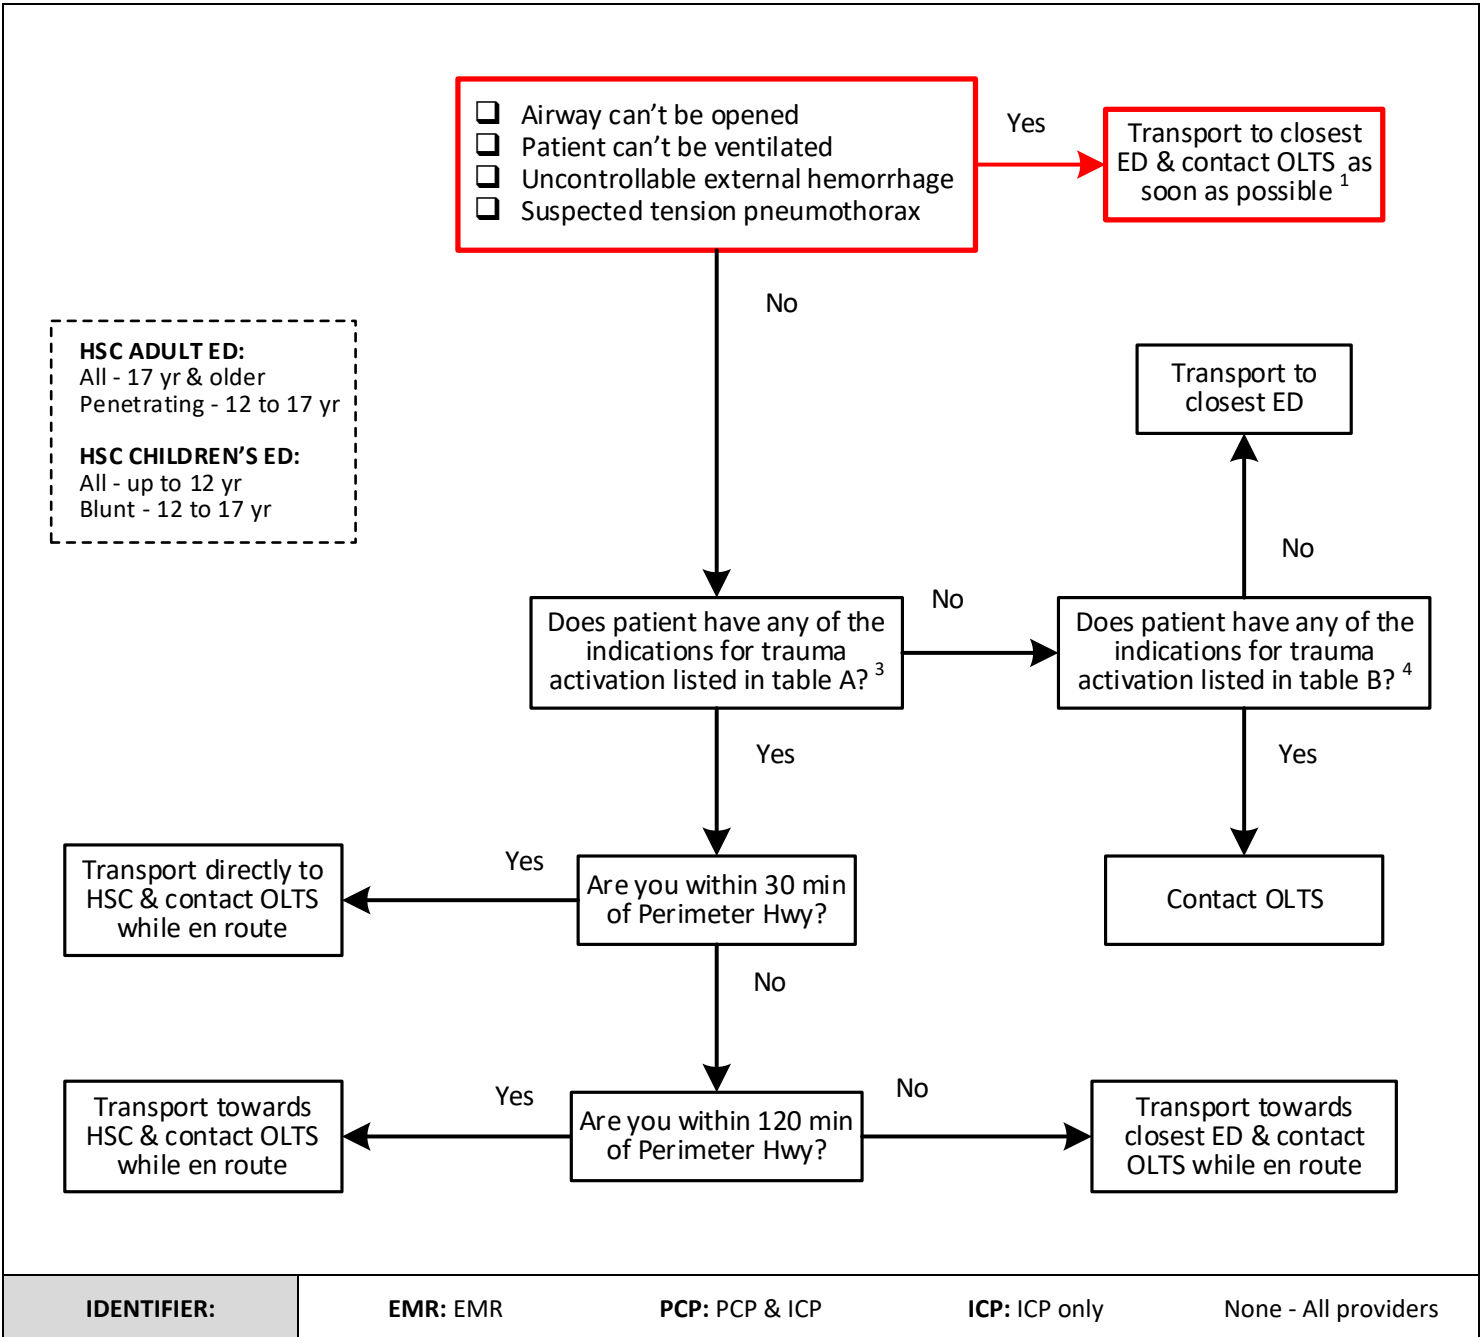 ❑ Airway can't be opened
❑ Patient can't be ventilated
❑ Uncontrollable external hemorrhage
❑ Suspected tension pneumothorax
Yes
Transport to closest
ED & contact OLTS as
soon as possible 1
No
HSC ADULT ED:
All - 17 yr & older
Penetrating - 12 to 17 yr
HSC CHILDREN'S ED:
All - up to 12 yr
Blunt - 12 to 17 yr
Transport to
closest ED
No
Does patient have any of the
indications for trauma
activation listed in table A? 3
No
Does patient have any of the
indications for trauma
activation listed in table B? 4
Yes
Yes
Transport directly to
HSC & contact OLTS
while en route
Yes
Are you within 30 min
of Perimeter Hwy?
Contact OLTS
No
Transport towards
HSC & contact OLTS
while en route
Yes
Are you within 120 min
of Perimeter Hwy?
No
Transport towards
closest ED & contact
OLTS while en route
IDENTIFIER:
EMR: EMR
PCP: PCP & ICP
ICP: ICP only
None - All providers